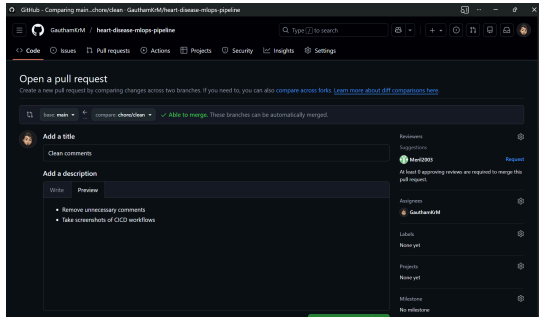 GitHub - Comparing main...chore/clean · GauthamKrM/heart-disease-mlops-pipeline
GauthamKrM / heart-disease-mlops-pipeline
Type / to search
Code Issues Pull requests Actions Projects Security Insights Settings
Open a pull request
Create a new pull request by comparing changes across two branches. If you need to, you can also compare across forks. Learn more about diff comparisons here.
base: main compare: chore/clean Able to merge. These branches can be automatically merged.
Add a title
Clean comments
Add a description
Write Preview
Remove unnecessary comments
Take screenshots of CICD workflows
Reviewers
Suggestions
Meril2003 Request
At least 0 approving reviews are required to merge this
pull request.
Assignees
GauthamKrM
Labels
None yet
Projects
None yet
Milestone
No milestone